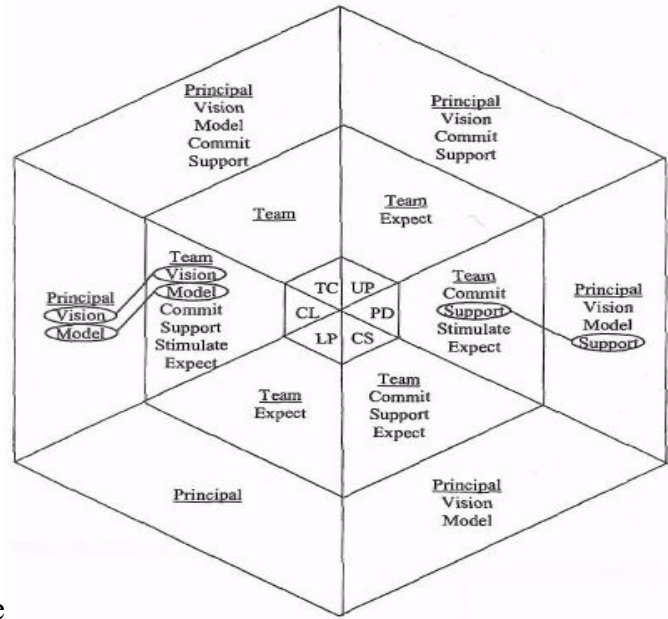 Principal
Vision
Model
Commit
Support
Principal
Vision
Commit
Support
Team
Team
Expect
Principal
Vision
Model
Team
Vision
Model
Commit
Support
Stimulate
Expect
TC UP
CL PD
LP CS
Team
Commit
Support
Stimulate
Expect
Principal
Vision
Model
Support
Team
Expect
Team
Commit
Support
Expect
Principal
Principal
Vision
Model
e